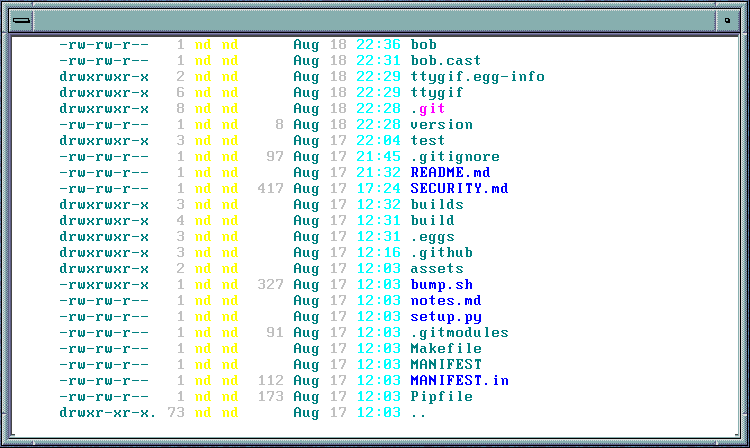 -rw-rw-r-- 1 nd nd Aug 18 22:36 bob
-rw-rw-r-- 1 nd nd Aug 18 22:31 bob.cast
drwxrwxr-x 2 nd nd Aug 18 22:29 ttygif.egg-info
drwxrwxr-x 6 nd nd Aug 18 22:29 ttygif
drwxrwxr-x 8 nd nd Aug 18 22:28 .git
-rw-rw-r-- 1 nd nd 8 Aug 18 22:28 version
drwxrwxr-x 3 nd nd Aug 17 22:04 test
-rw-rw-r-- 1 nd nd 97 Aug 17 21:45 .gitignore
-rw-rw-r-- 1 nd nd Aug 17 21:32 README.md
-rw-rw-r-- 1 nd nd 417 Aug 17 17:24 SECURITY.md
drwxrwxr-x 3 nd nd Aug 17 12:32 builds
drwxrwxr-x 4 nd nd Aug 17 12:31 build
drwxrwxr-x 3 nd nd Aug 17 12:31 .eggs
drwxrwxr-x 3 nd nd Aug 17 12:16 .github
drwxrwxr-x 2 nd nd Aug 17 12:03 assets
-rwxrwxr-x 1 nd nd 327 Aug 17 12:03 bump.sh
-rw-rw-r-- 1 nd nd Aug 17 12:03 notes.md
-rw-rw-r-- 1 nd nd Aug 17 12:03 setup.py
-rw-rw-r-- 1 nd nd 91 Aug 17 12:03 .gitmodules
-rw-rw-r-- 1 nd nd Aug 17 12:03 Makefile
-rw-rw-r-- 1 nd nd Aug 17 12:03 MANIFEST
-rw-rw-r-- 1 nd nd 112 Aug 17 12:03 MANIFEST.in
-rw-rw-r-- 1 nd nd 173 Aug 17 12:03 Pipfile
drwxr-xr-x. 73 nd nd Aug 17 12:03 ..